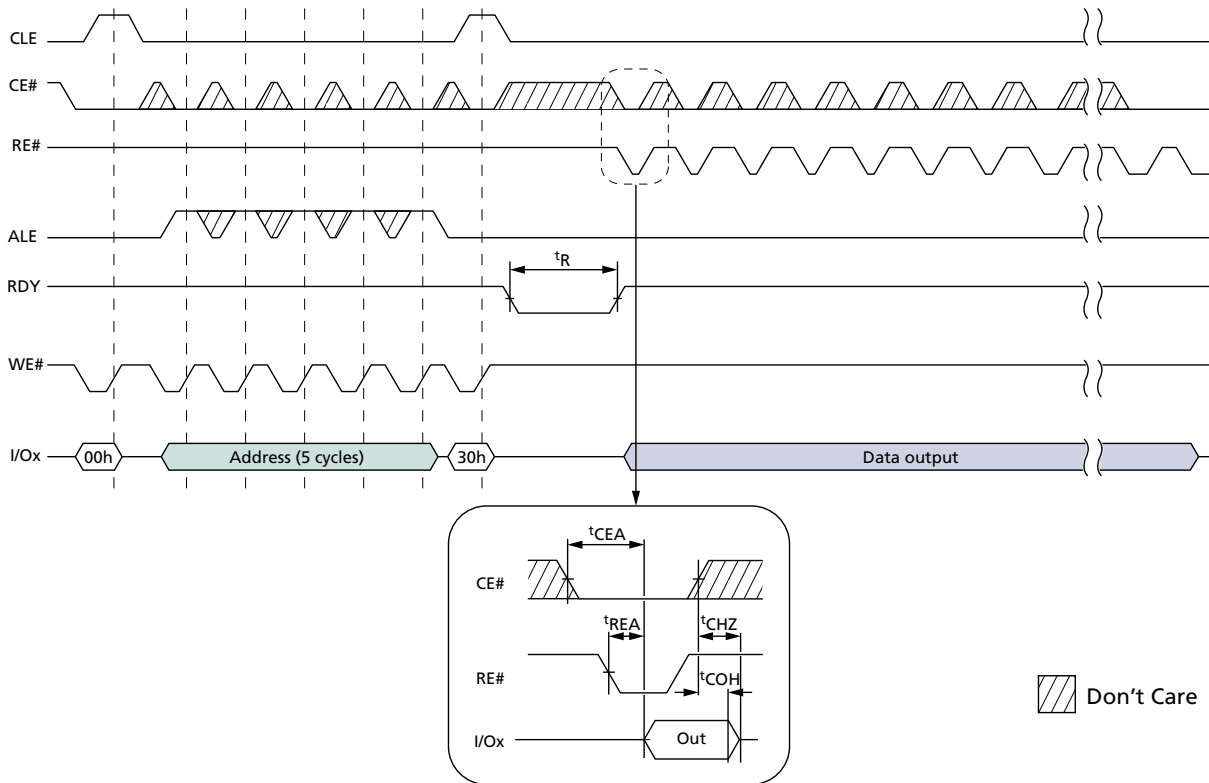 CLE
CE#
RE#
ALE
tR
RDY
WE#
I/Ox 00h Address (5 cycles) 30h Data output
tCEA
CE#
tREA tCHZ
RE# tCOH
I/Ox Out
Don't Care